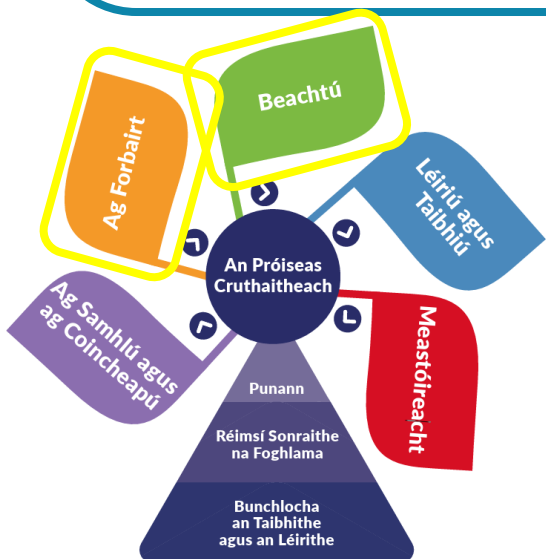 Beachtú
Ag Forbairt
Léiriú agus
Taibhiú
An Próiseas
Cruthaitheach
Ag Samhlú agus
ag Coincheapú
Meastóireacht
Punann
Réimsí Sonraithe
na Foghlama
Bunchlocha
an Taibhithe
agus an Léirithe